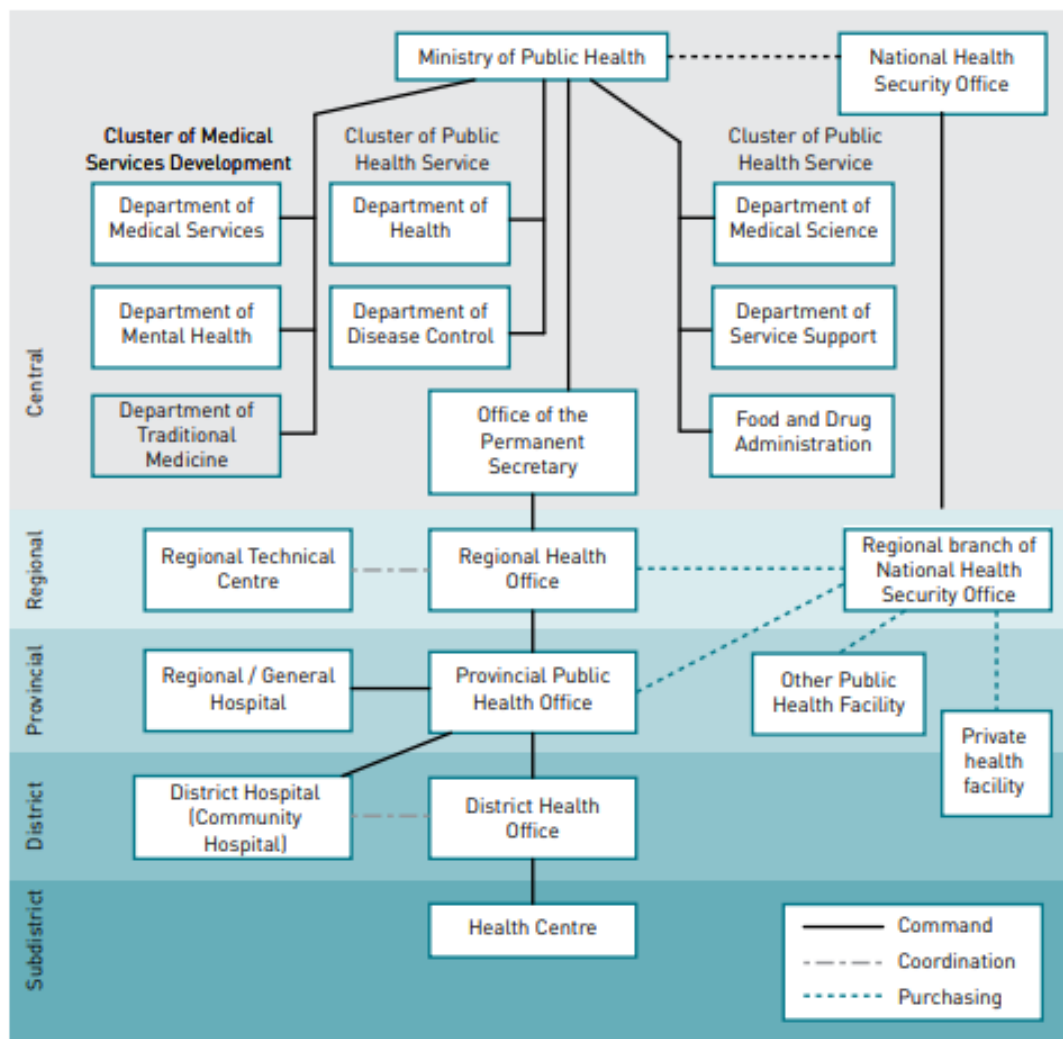 Ministry of Public Health
National Health
Security Office
Cluster of Medical
Services Development
Cluster of Public
Health Service
Cluster of Public
Health Service
Department of
Medical Services
Department of
Health
Department of
Medical Science
Department of
Mental Health
Department of
Disease Control
Department of
Service Support
Central
Department of
Traditional
Medicine
Office of the
Permanent
Secretary
Food and Drug
Administration
Regional
Regional Technical
Centre
Regional Health
Office
Regional branch of
National Health
Security Office
Provincial
Regional / General
Hospital
Provincial Public
Health Office
Other Public
Health Facility
Private
health
facility
District
District Hospital
(Community
Hospital)
District Health
Office
Subdistrict
Health Centre
Command
Coordination
Purchasing